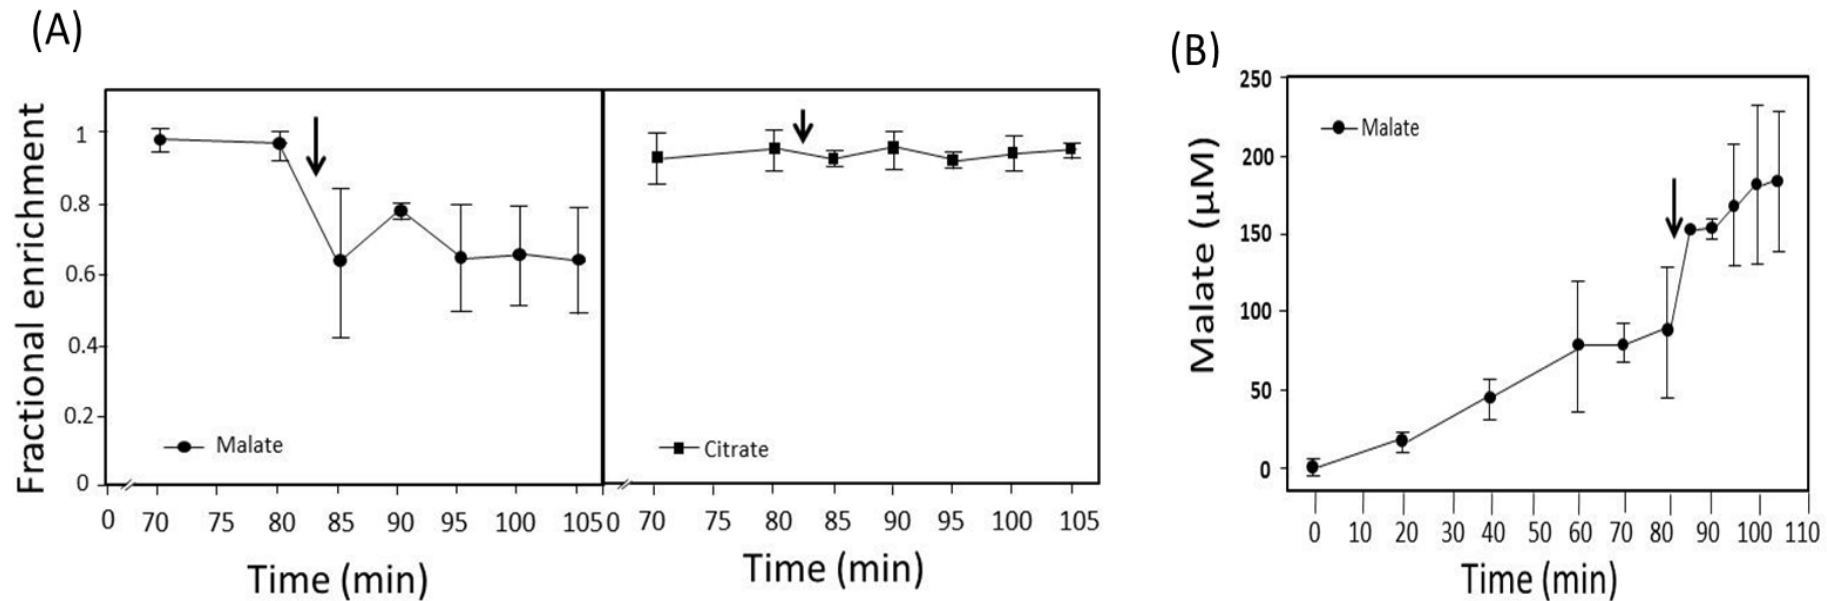 (A)
Fractional enrichment
1
0.8
0.6
0.4
0.2
0
Malate
0 70 75 80 85 90 95 100 105
Time (min)
Citrate
0 70 75 80 85 90 95 100 105
Time (min)
(B)
Malate (µM)
250
200
150
100
50
0
Malate
0 10 20 30 40 50 60 70 80 90 100 110
Time (min)